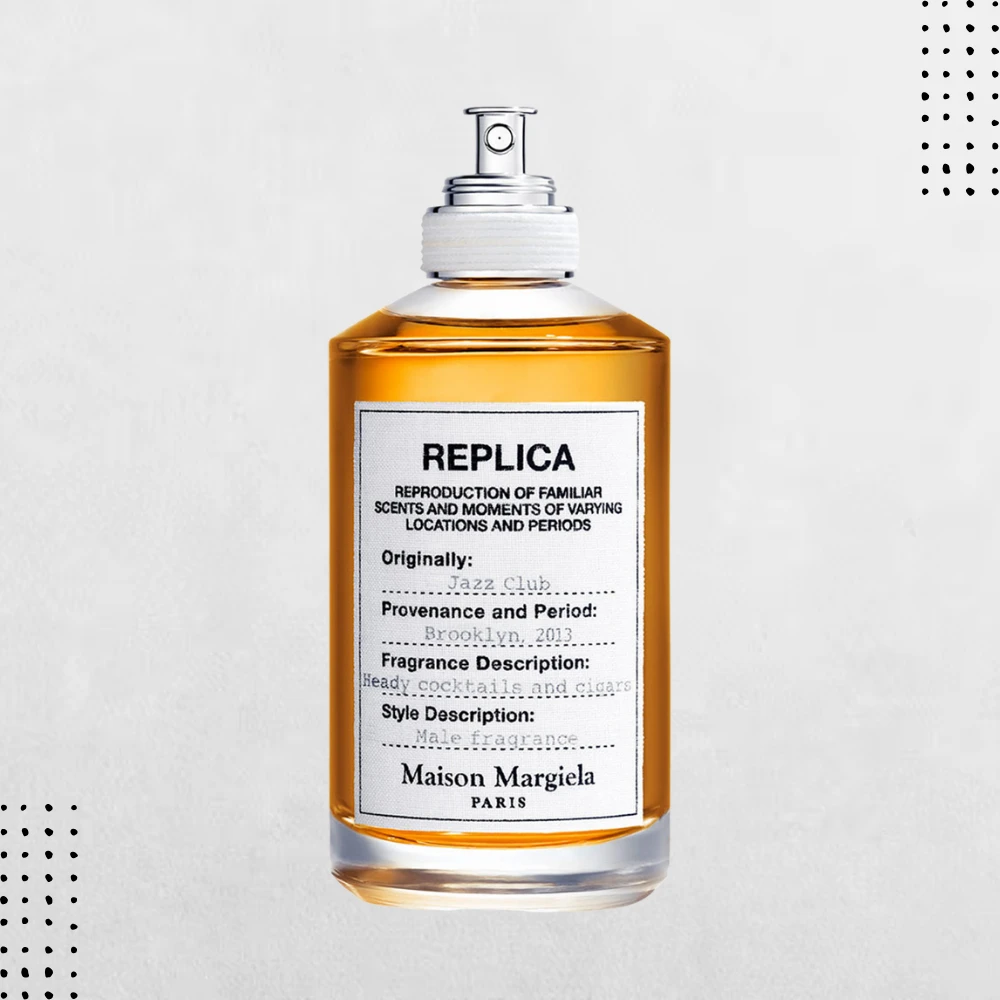 REPLICA
REPRODUCTION OF FAMILIAR
SCENTS AND MOMENTS OF VARYING
LOCATIONS AND PERIODS
Originally:
Jazz Club
Provenance and Period:
Brooklyn, 2013
Fragrance Description:
Heady cocktails and cigars
Style Description:
Male fragrance
Maison Margiela
PARIS